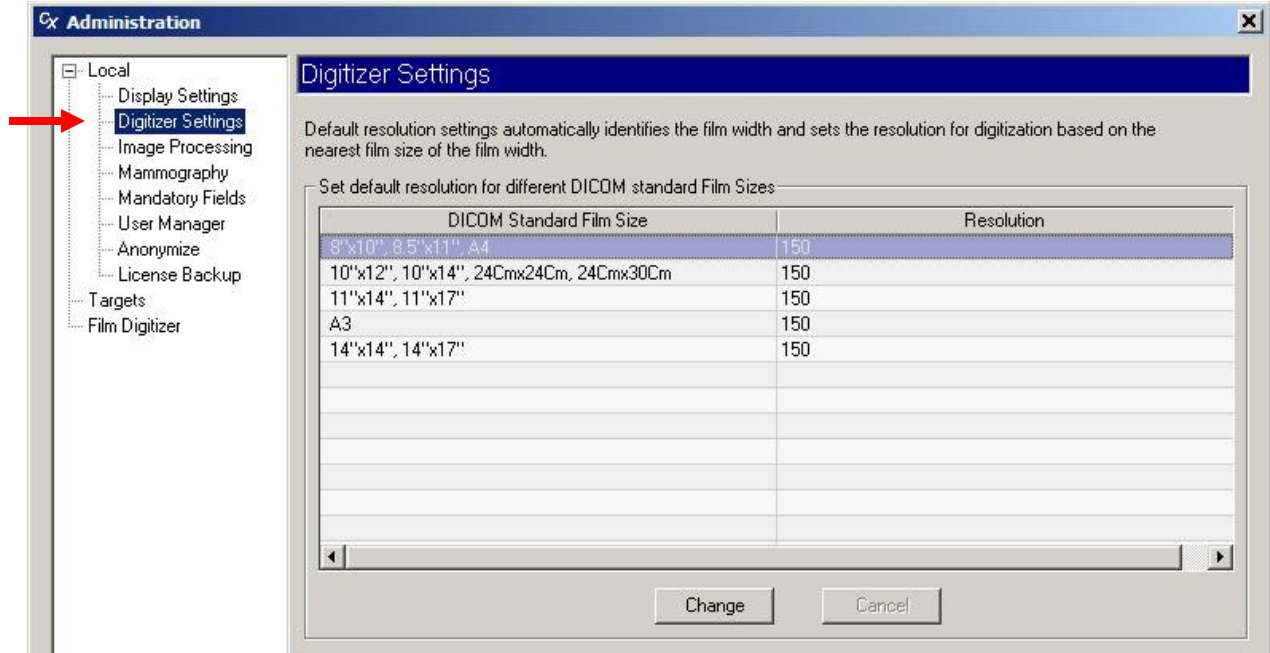 Cx Administration
Local
Display Settings
Digitizer Settings
Image Processing
Mammography
Mandatory Fields
User Manager
Anonymize
License Backup
Targets
Film Digitizer
Digitizer Settings
Default resolution settings automatically identifies the film width and sets the resolution for digitization based on the
nearest film size of the film width.
Set default resolution for different DICOM standard Film Sizes
DICOM Standard Film Size Resolution
8"x10", 8.5"x11", A4 150
10"x12", 10"x14", 24Cmx24Cm, 24Cmx30Cm 150
11"x14", 11"x17" 150
A3 150
14"x14", 14"x17" 150
Change Cancel